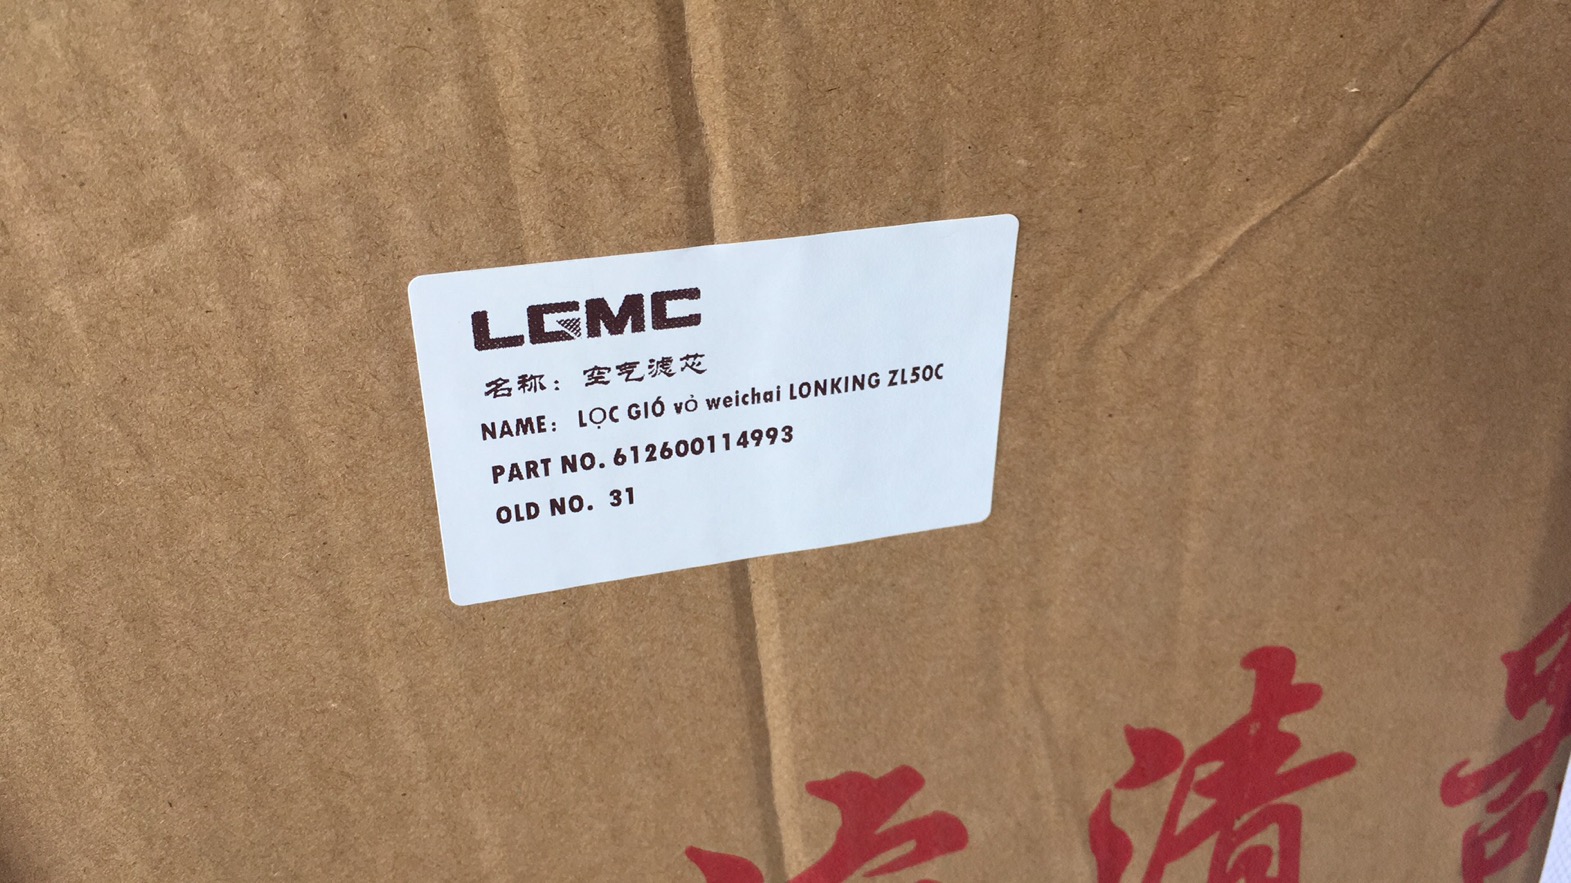 LGMC
名称: 空气滤芯
NAME: LỌC GIÓ vỏ weichai LONKING ZL50C
PART NO. 612600114993
OLD NO. 31
清